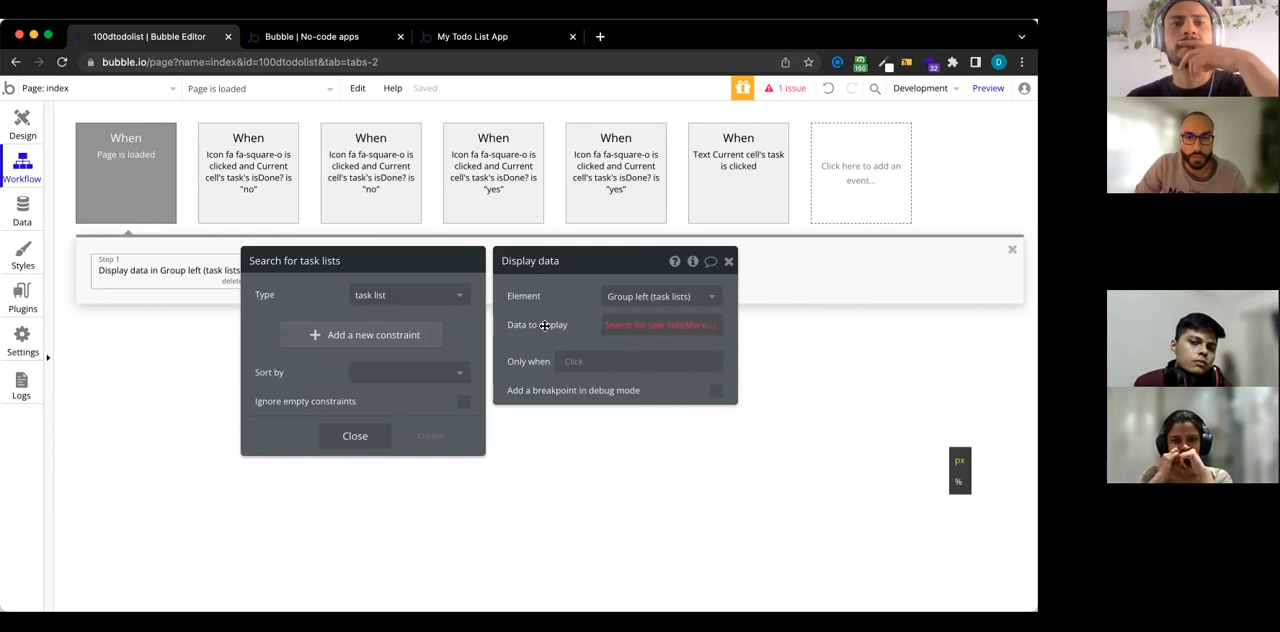 100dtodolist | Bubble Editor
Bubble | No-code apps
My Todo List App
bubble.io/page?name=index&id=100dtodolist&tab=tabs-2
150
32
D
Page: index
Page is loaded
Edit
Help
Saved
1 issue
Development
Preview
Design
Workflow
Data
Styles
Plugins
Settings
Logs
When
Page is loaded
When
Icon fa fa-square-o is
clicked and Current
cell's task's isDone? is
"no"
When
Icon fa fa-square-o is
clicked and Current
cell's task's isDone? is
"no"
When
Icon fa fa-square-o is
clicked and Current
cell's task's isDone? is
"yes"
When
Icon fa fa-square-o is
clicked and Current
cell's task's isDone? is
"yes"
When
Text Current cell's task
is clicked
Click here to add an
event...
Step 1
Display data in Group left (task lists
delete
Search for task lists
Type
task list
Add a new constraint
Sort by
Ignore empty constraints
Close
Delete
Display data
Element
Group left (task lists)
Data to display
Search for task lists(More...)
Only when
Click
Add a breakpoint in debug mode
px
%